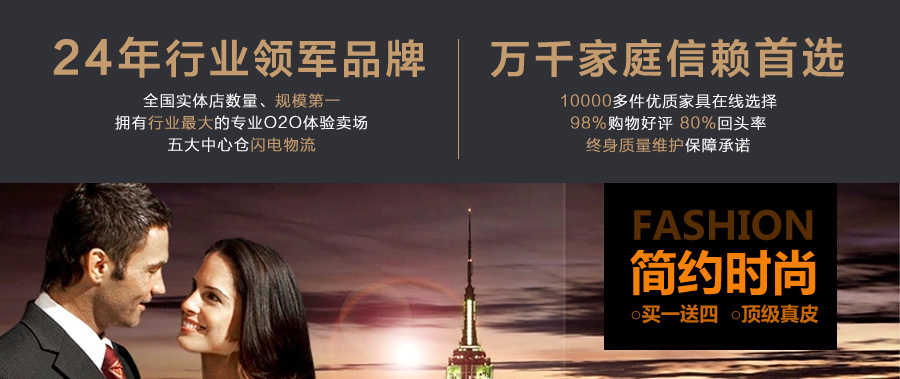 24年行业领军品牌
全国实体店数量、规模第一
拥有行业最大的专业O2O体验卖场
五大中心仓闪电物流
万千家庭信赖首选
10000多件优质家具在线选择
98%购物好评 80%回头率
终身质量维护保障承诺
FASHION
简约时尚
○买一送四 ○顶级真皮